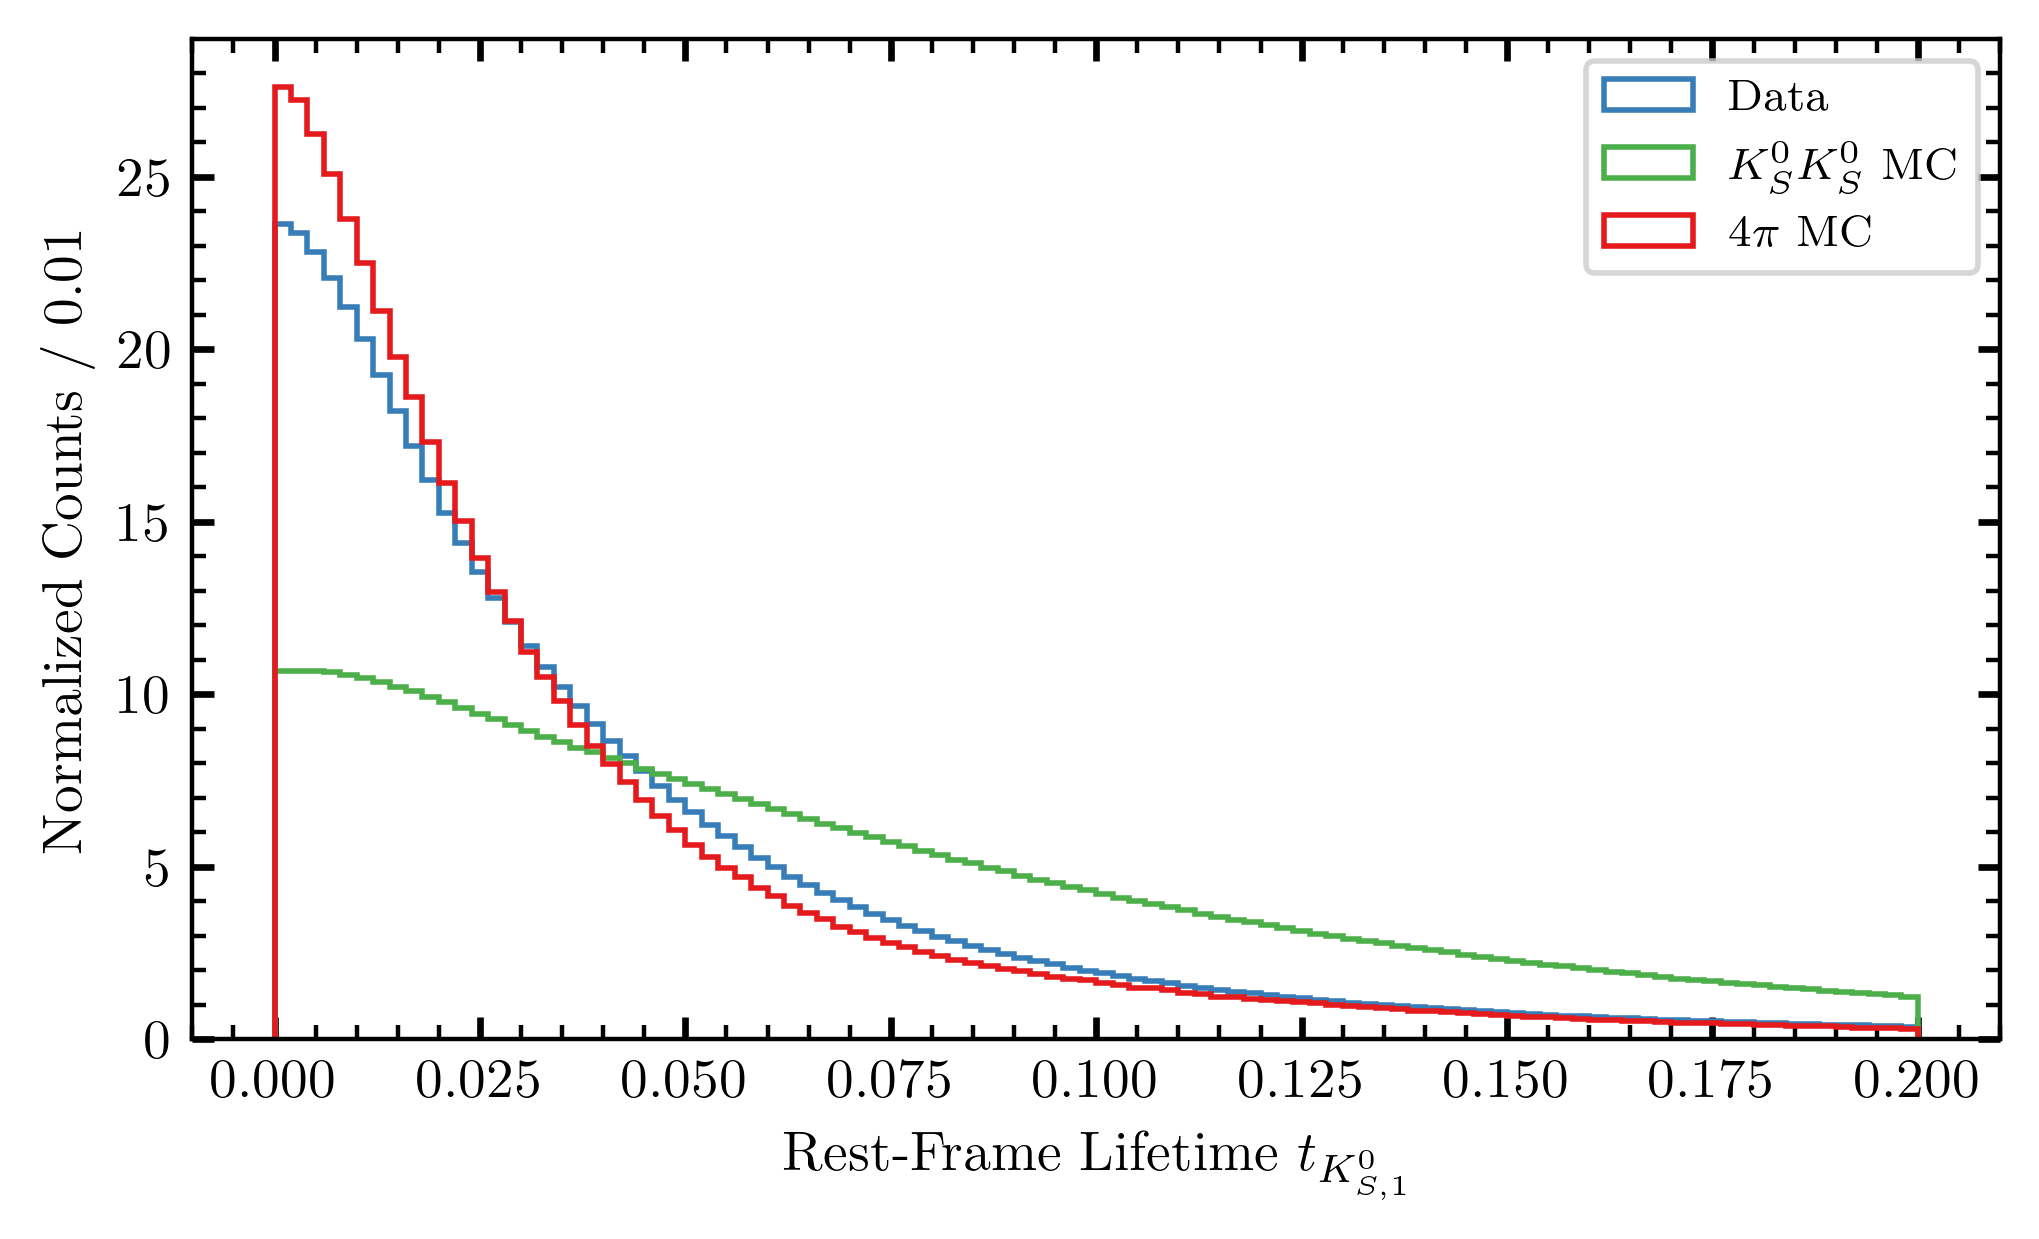 Data
$K_S^0 K_S^0$ MC
$4\pi$ MC
Normalized Counts / 0.01
25
20
15
10
5
0
0.000 0.025 0.050 0.075 0.100 0.125 0.150 0.175 0.200
Rest-Frame Lifetime $t_{K_{S,1}^0}$